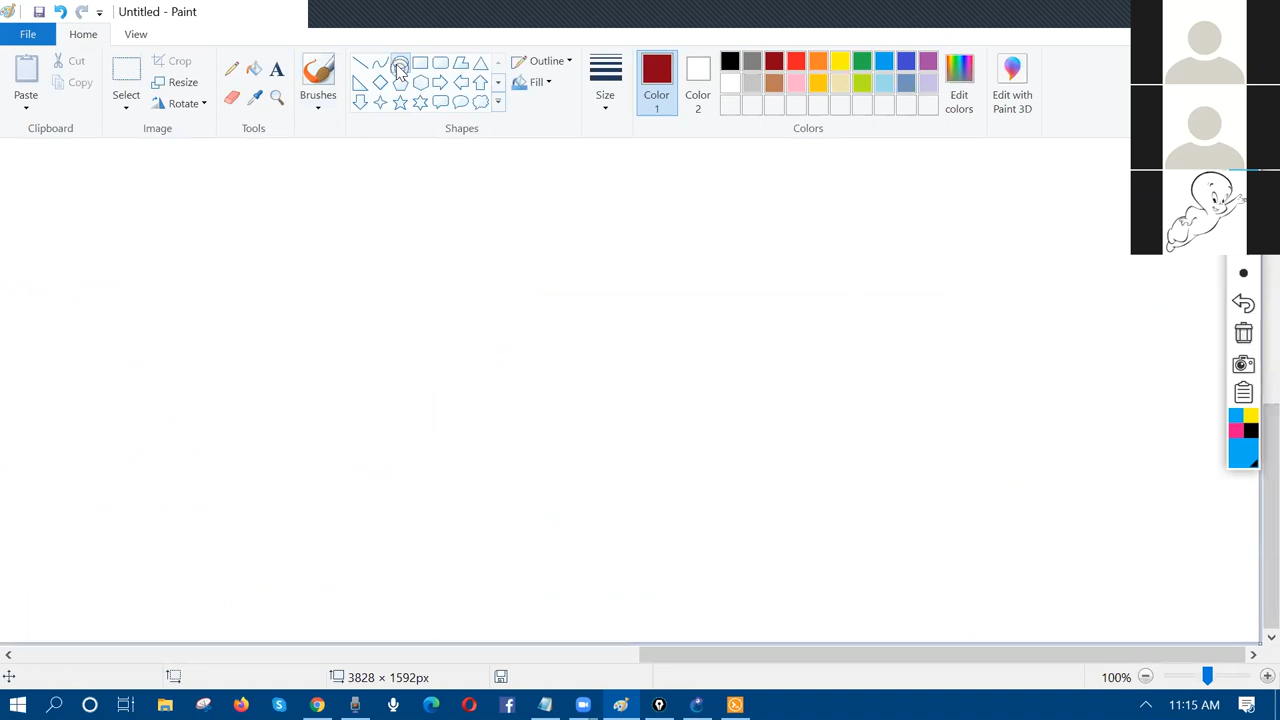 Untitled - Paint
File Home View
Cut Crop Outline
Copy Resize Fill
Paste Select Rotate Brushes Size Color 1 Color 2 Edit colors Edit with Paint 3D
Clipboard Image Tools Shapes Colors
3828 × 1592px 100%
11:15 AM